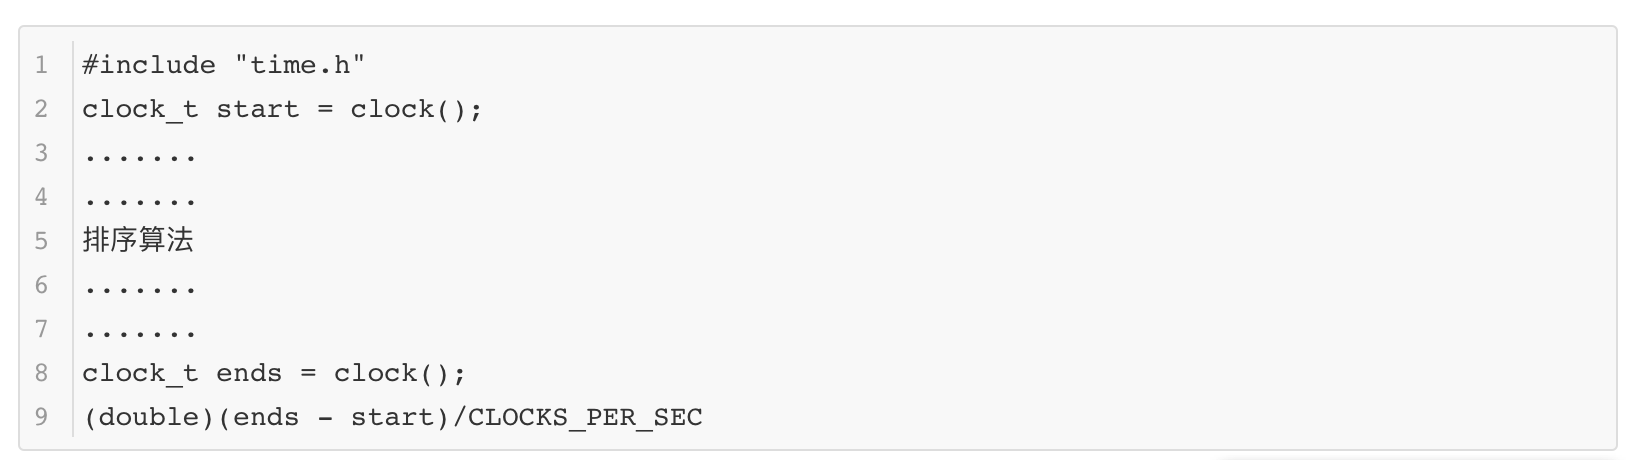 1 #include "time.h"
2 clock_t start = clock();
3 .......
4 .......
5 排序算法
6 .......
7 .......
8 clock_t ends = clock();
9 (double)(ends - start)/CLOCKS_PER_SEC